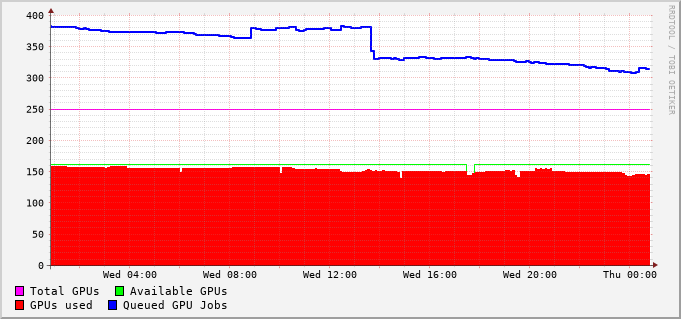 RRDTOOL / TOBI OETIKER
400
350
300
250
200
150
100
50
0
Wed 04:00 Wed 08:00 Wed 12:00 Wed 16:00 Wed 20:00 Thu 00:00
Total GPUs Available GPUs
GPUs used Queued GPU Jobs